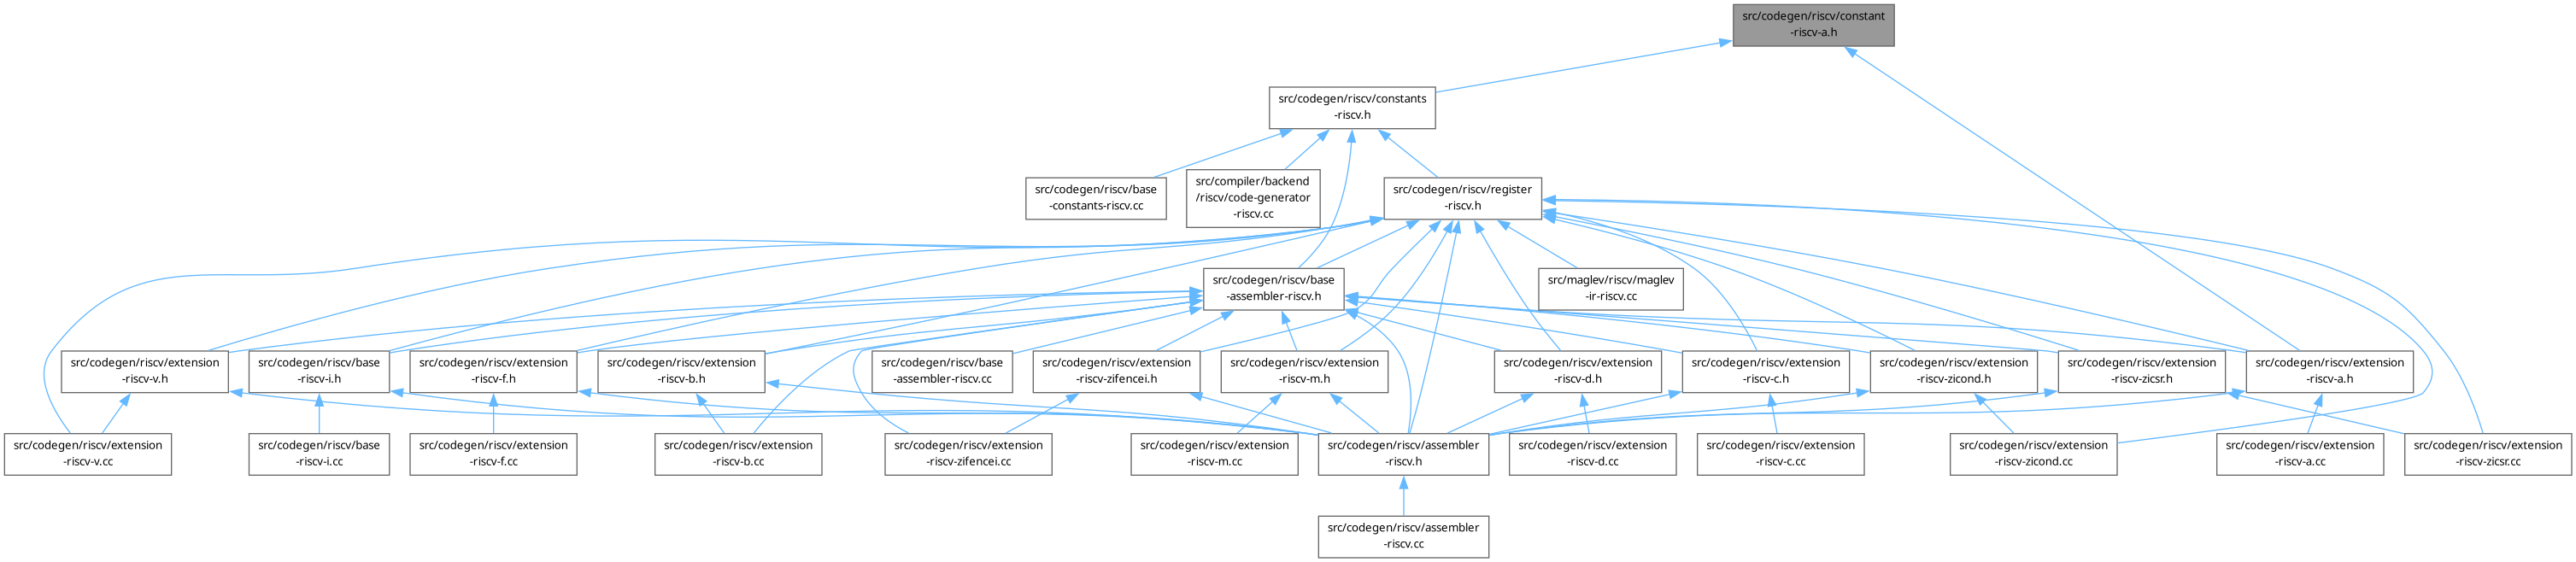 src/codegen/riscv/constant
-riscv-a.h
src/codegen/riscv/constants
-riscv.h
src/codegen/riscv/base
-constants-riscv.cc
src/compiler/backend
/riscv/code-generator
-riscv.cc
src/codegen/riscv/register
-riscv.h
src/codegen/riscv/base
-assembler-riscv.h
src/maglev/riscv/maglev
-ir-riscv.cc
src/codegen/riscv/extension
-riscv-v.h
src/codegen/riscv/base
-riscv-i.h
src/codegen/riscv/extension
-riscv-f.h
src/codegen/riscv/extension
-riscv-b.h
src/codegen/riscv/base
-assembler-riscv.cc
src/codegen/riscv/extension
-riscv-zifencei.h
src/codegen/riscv/extension
-riscv-m.h
src/codegen/riscv/extension
-riscv-d.h
src/codegen/riscv/extension
-riscv-c.h
src/codegen/riscv/extension
-riscv-zicond.h
src/codegen/riscv/extension
-riscv-zicsr.h
src/codegen/riscv/extension
-riscv-a.h
src/codegen/riscv/extension
-riscv-v.cc
src/codegen/riscv/base
-riscv-i.cc
src/codegen/riscv/extension
-riscv-f.cc
src/codegen/riscv/extension
-riscv-b.cc
src/codegen/riscv/extension
-riscv-zifencei.cc
src/codegen/riscv/extension
-riscv-m.cc
src/codegen/riscv/assembler
-riscv.h
src/codegen/riscv/extension
-riscv-d.cc
src/codegen/riscv/extension
-riscv-c.cc
src/codegen/riscv/extension
-riscv-zicond.cc
src/codegen/riscv/extension
-riscv-a.cc
src/codegen/riscv/extension
-riscv-zicsr.cc
src/codegen/riscv/assembler
-riscv.cc